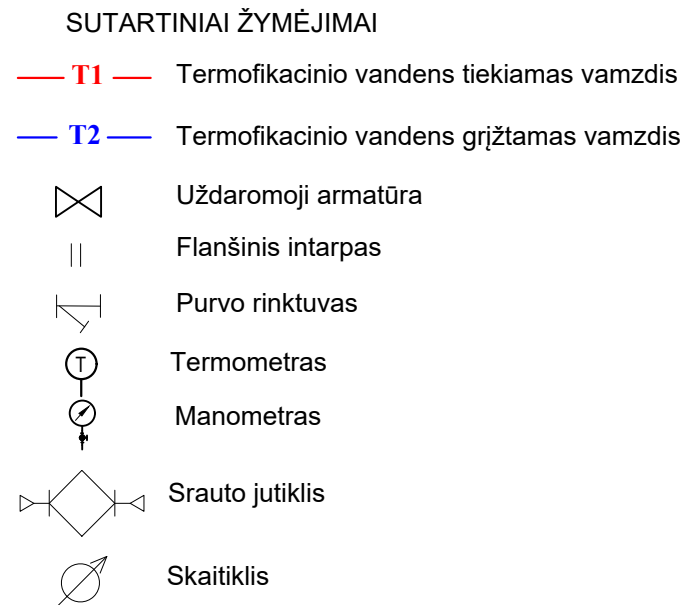 SUTARTINIAI ŽYMĖJIMAI
T1 Termofikacinio vandens tiekiamas vamzdis
T2 Termofikacinio vandens grįžtamas vamzdis
Uždaromoji armatūra
Flanšinis intarpas
Purvo rinktuvas
T Termometras
Manometras
Srauto jutiklis
Skaitiklis